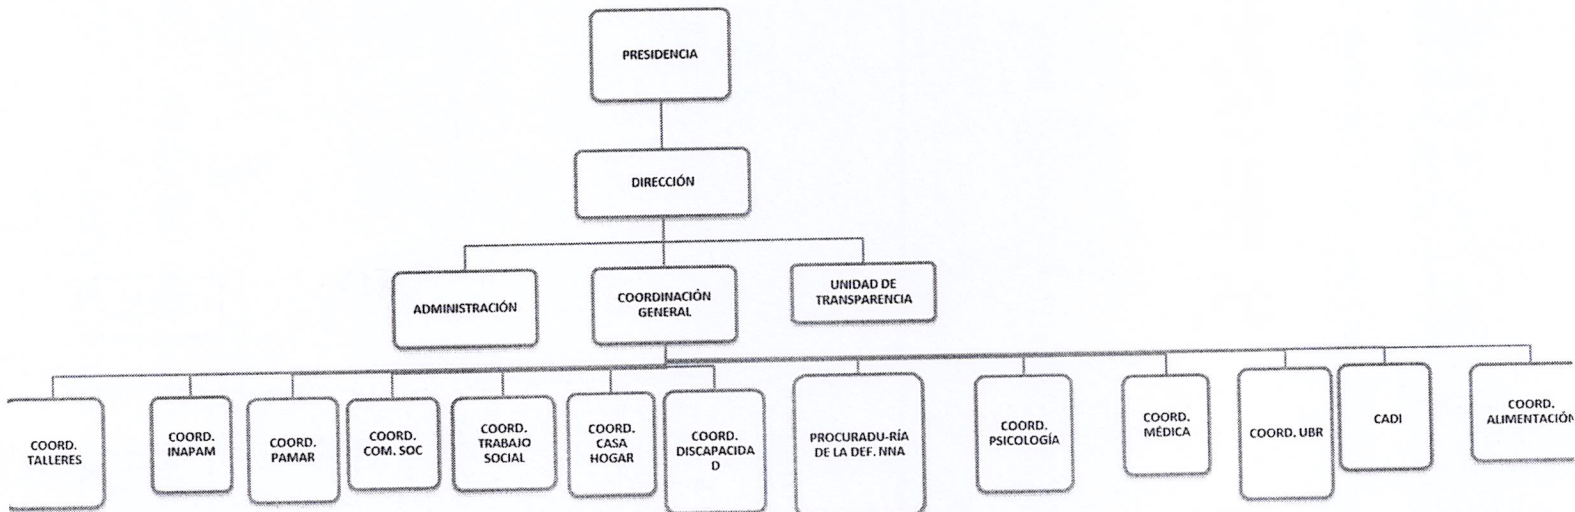 PRESIDENCIA
DIRECCIÓN
ADMINISTRACIÓN
COORDINACIÓN
GENERAL
UNIDAD DE
TRANSPARENCIA
COORD.
TALLERES
COORD.
INAPAM
COORD.
PAMAR
COORD.
COM. SOC
COORD.
TRABAJO
SOCIAL
COORD.
CASA
HOGAR
COORD.
DISCAPACIDA
D
PROCURADU-RÍA
DE LA DEF. NNA
COORD.
PSICOLOGÍA
COORD.
MÉDICA
COORD. UBR
CADI
COORD.
ALIMENTACIÓN